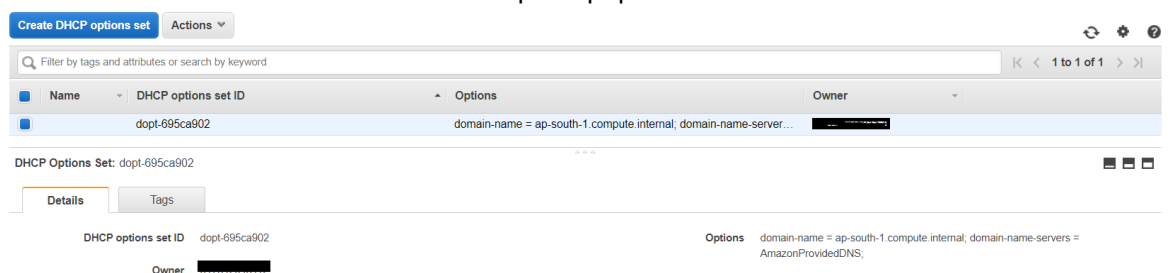 Create DHCP options set Actions
Filter by tags and attributes or search by keyword 1 to 1 of 1
Name DHCP options set ID Options Owner
dopt-695ca902 domain-name = ap-south-1.compute.internal; domain-name-server...
DHCP Options Set: dopt-695ca902
Details Tags
DHCP options set ID dopt-695ca902 Options domain-name = ap-south-1.compute.internal; domain-name-servers =
AmazonProvidedDNS;
Owner